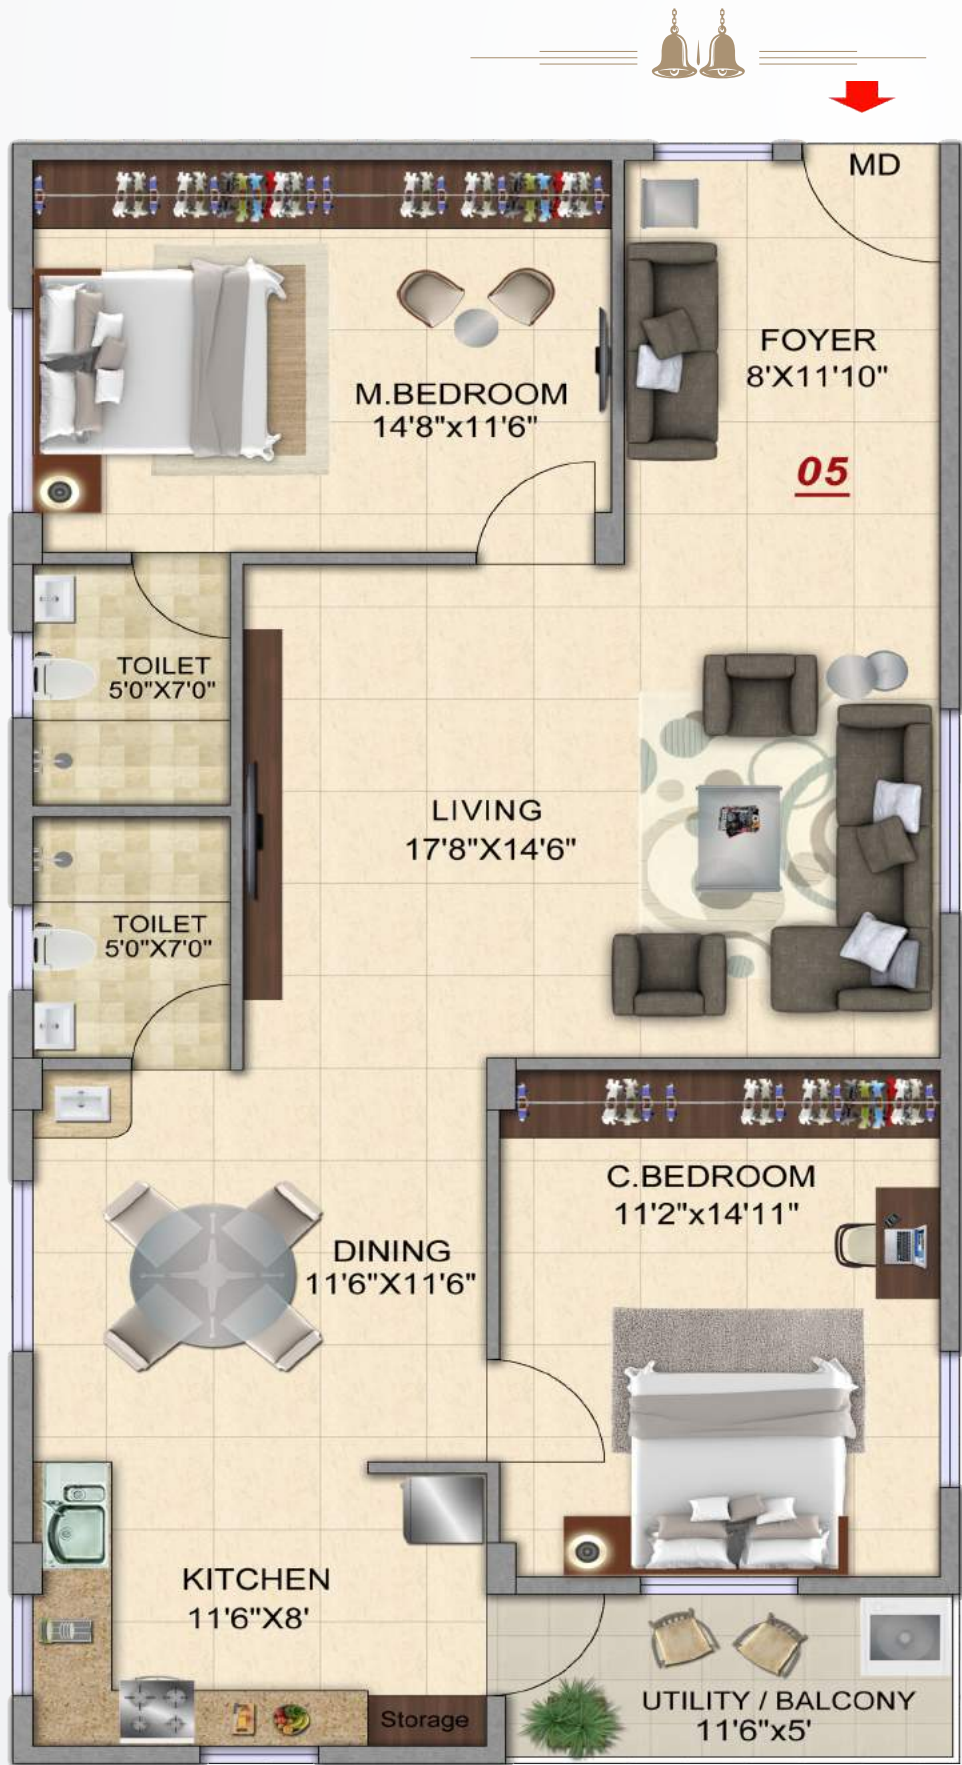 MD
FOYER
8'X11'10"
M.BEDROOM
14'8"x11'6"
05
TOILET
5'0"X7'0"
LIVING
17'8"X14'6"
TOILET
5'0"X7'0"
C.BEDROOM
11'2"x14'11"
DINING
11'6"X11'6"
KITCHEN
11'6"X8'
UTILITY / BALCONY
11'6"x5'
Storage